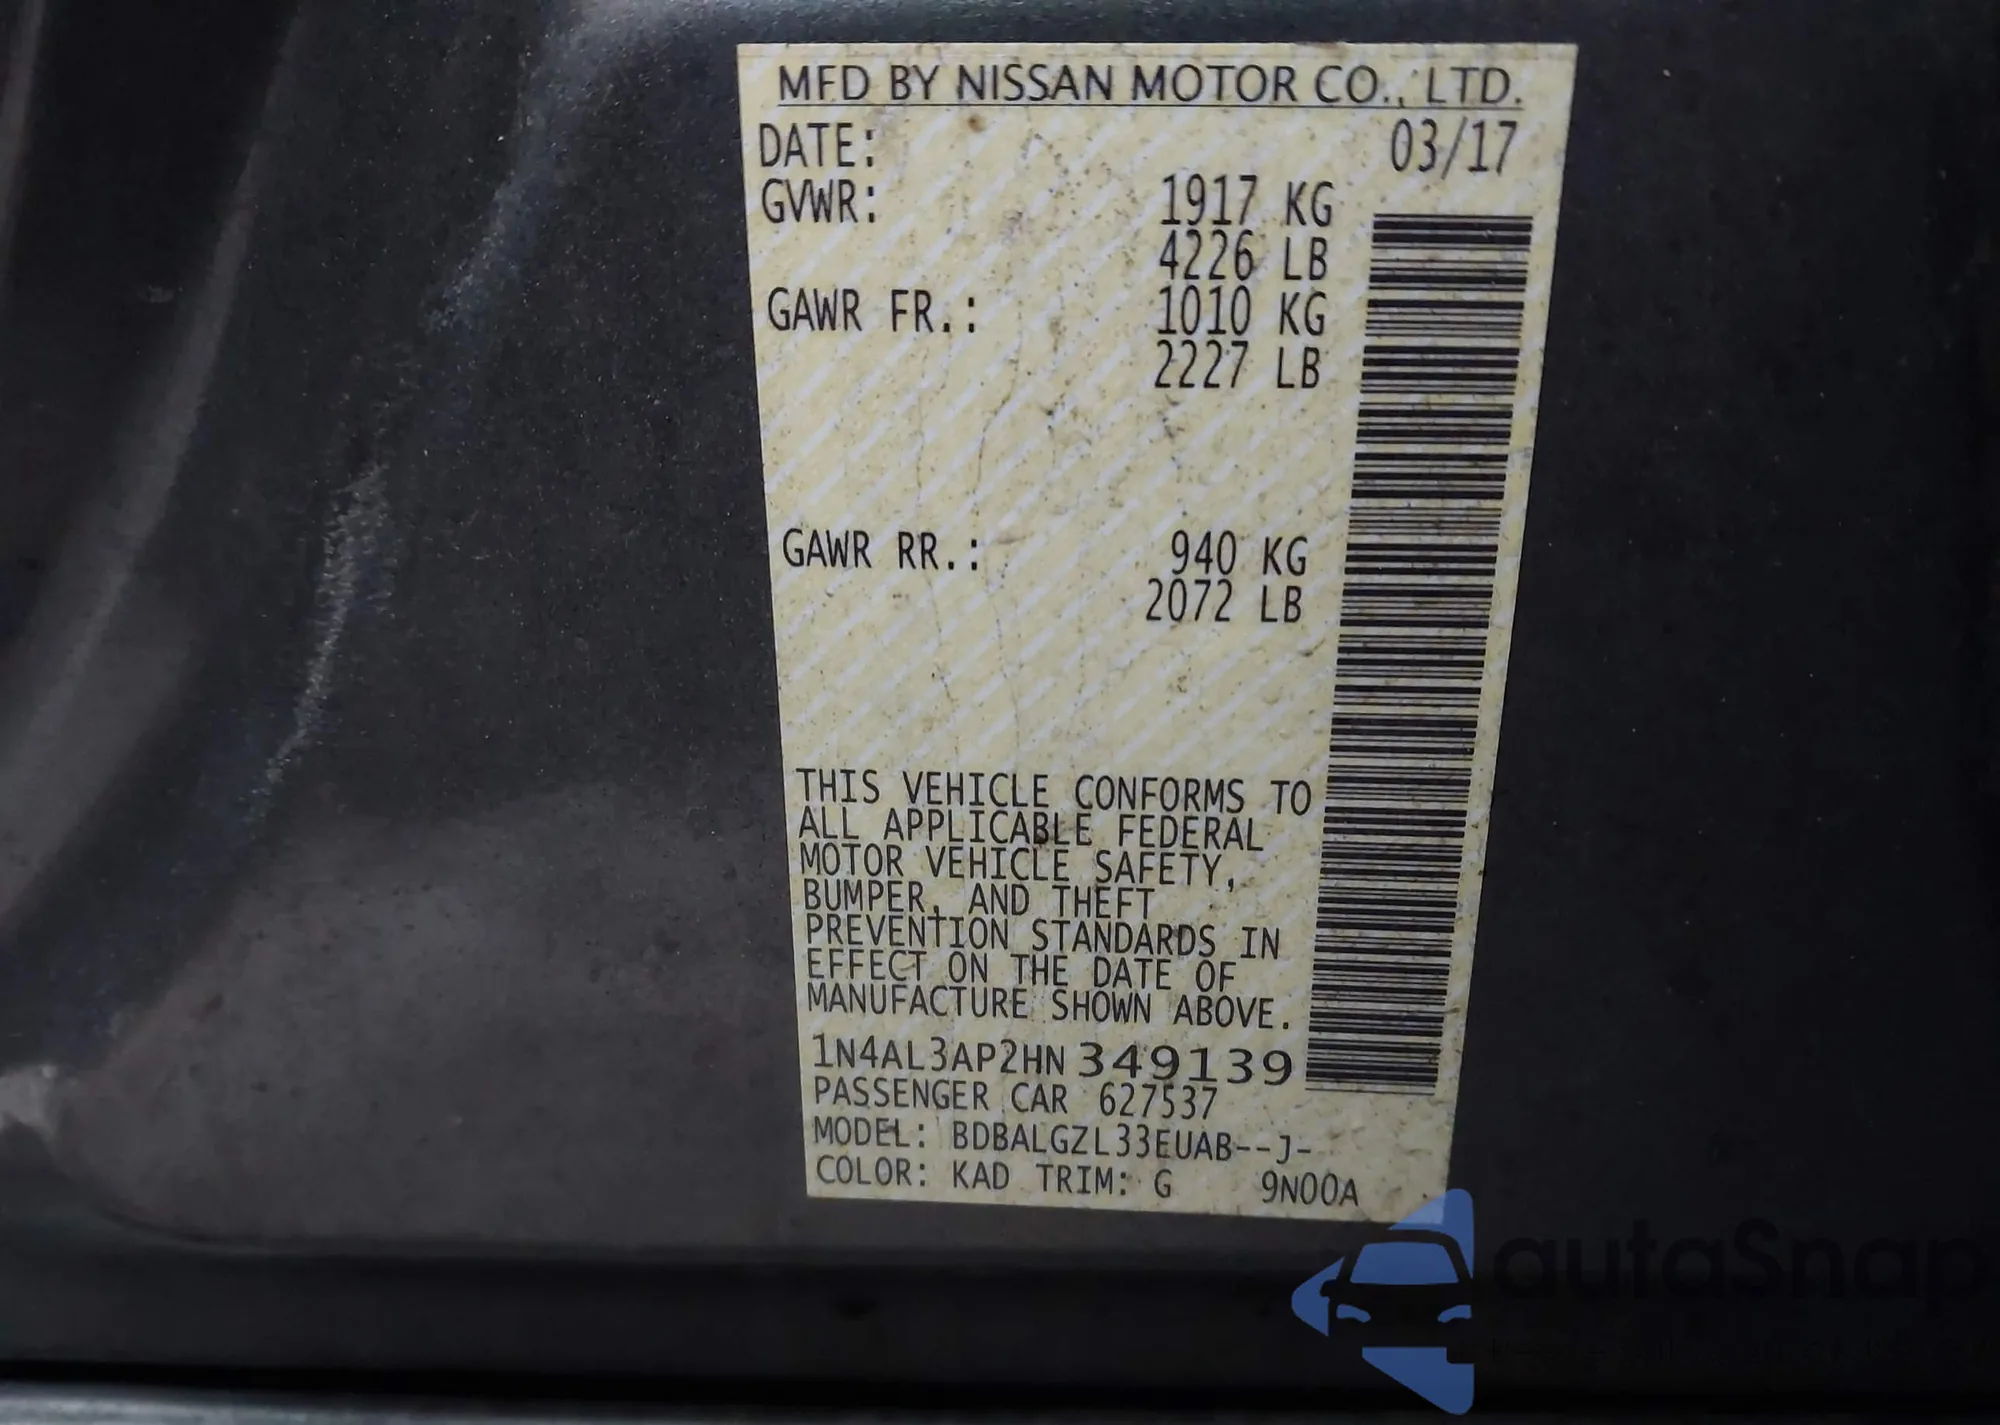 MFD BY NISSAN MOTOR CO., LTD.
DATE: 03/17
GVWR: 1917 KG
4226 LB
GAWR FR.: 1010 KG
2227 LB
GAWR RR.: 940 KG
2072 LB
THIS VEHICLE CONFORMS TO
ALL APPLICABLE FEDERAL
MOTOR VEHICLE SAFETY,
BUMPER, AND THEFT
PREVENTION STANDARDS IN
EFFECT ON THE DATE OF
MANUFACTURE SHOWN ABOVE.
1N4AL3AP2HN 349139
PASSENGER CAR 627537
MODEL: BDBALGZL33EUAB--J-
COLOR: KAD TRIM: G 9N00A
autaSnap